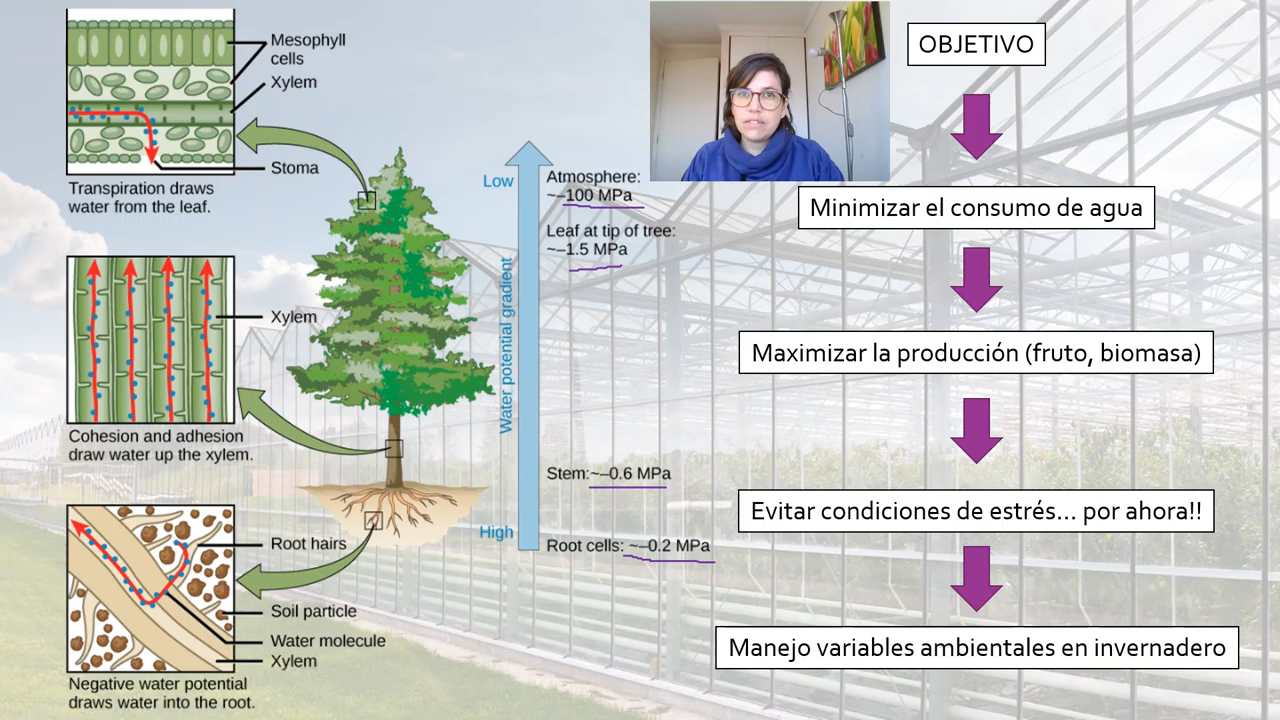 Mesophyll
cells
Xylem
Stoma
Transpiration draws
water from the leaf.
Xylem
Cohesion and adhesion
draw water up the xylem.
Root hairs
Soil particle
Water molecule
Xylem
Negative water potential
draws water into the root.
Low
Water potential gradient
High
Atmosphere:
~–100 MPa
Leaf at tip of tree:
~–1.5 MPa
Stem:~–0.6 MPa
Root cells: ~–0.2 MPa
OBJETIVO
Minimizar el consumo de agua
Maximizar la producción (fruto, biomasa)
Evitar condiciones de estrés... por ahora!!
Manejo variables ambientales en invernadero